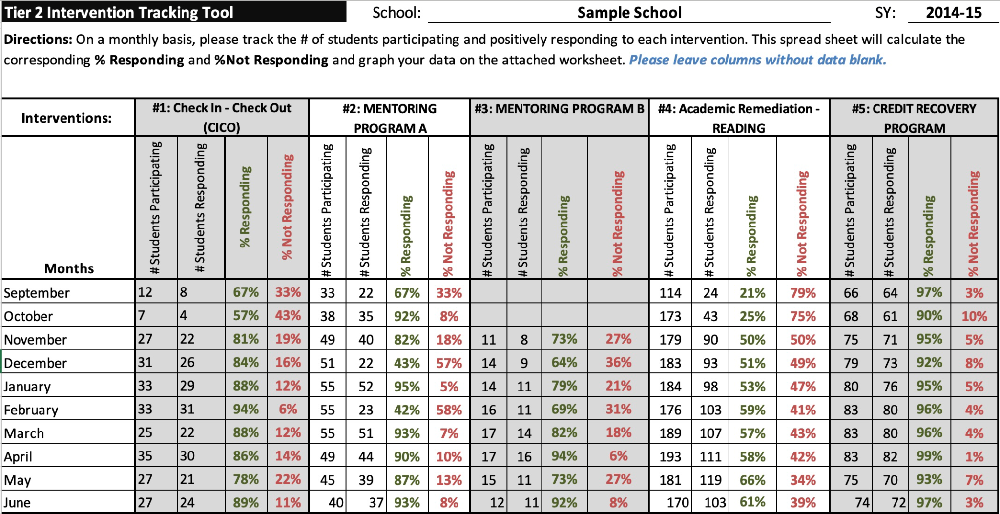 Tier 2 Intervention Tracking Tool School: Sample School SY: 2014-15
Directions: On a monthly basis, please track the # of students participating and positively responding to each intervention. This spread sheet will calculate the
corresponding % Responding and %Not Responding and graph your data on the attached worksheet. Please leave columns without data blank.
Interventions: #1: Check In - Check Out (CICO) #2: MENTORING PROGRAM A #3: MENTORING PROGRAM B #4: Academic Remediation - READING #5: CREDIT RECOVERY PROGRAM
Months # Students Participating # Students Responding % Responding % Not Responding # Students Participating # Students Responding % Responding % Not Responding # Students Participating # Students Responding % Responding % Not Responding # Students Participating # Students Responding % Responding % Not Responding # Students Participating # Students Responding % Responding % Not Responding
September 12 8 67% 33% 33 22 67% 33% 114 24 21% 79% 66 64 97% 3%
October 7 4 57% 43% 38 35 92% 8% 173 43 25% 75% 68 61 90% 10%
November 27 22 81% 19% 49 40 82% 18% 11 8 73% 27% 179 90 50% 50% 75 71 95% 5%
December 31 26 84% 16% 51 22 43% 57% 14 9 64% 36% 183 93 51% 49% 79 73 92% 8%
January 33 29 88% 12% 55 52 95% 5% 14 11 79% 21% 184 98 53% 47% 80 76 95% 5%
February 33 31 94% 6% 55 23 42% 58% 16 11 69% 31% 176 103 59% 41% 83 80 96% 4%
March 25 22 88% 12% 55 51 93% 7% 17 14 82% 18% 189 107 57% 43% 83 80 96% 4%
April 35 30 86% 14% 49 44 90% 10% 17 16 94% 6% 193 111 58% 42% 83 82 99% 1%
May 27 21 78% 22% 45 39 87% 13% 15 11 73% 27% 181 119 66% 34% 75 70 93% 7%
June 27 24 89% 11% 40 37 93% 8% 12 11 92% 8% 170 103 61% 39% 74 72 97% 3%